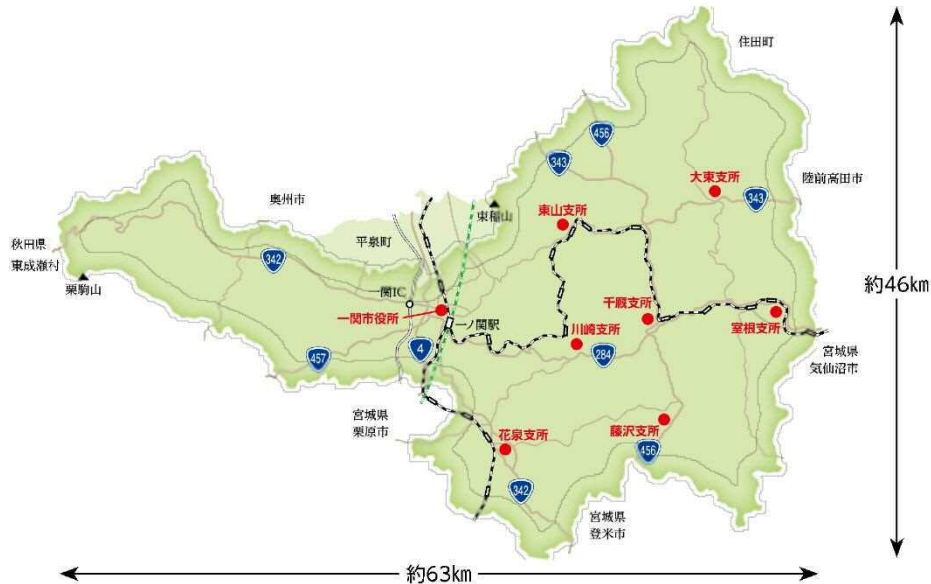 住田町
456
343
大東支所
陸前高田市
343
奥州市
東稲山
東山支所
平泉町
秋田県
東成瀬村
342
栗駒山
一関IC
約46km
千厩支所
一関市役所
一ノ関駅
川崎支所
室根支所
4
284
457
宮城県
気仙沼市
宮城県
栗原市
花泉支所
藤沢支所
456
342
宮城県
登米市
約63km